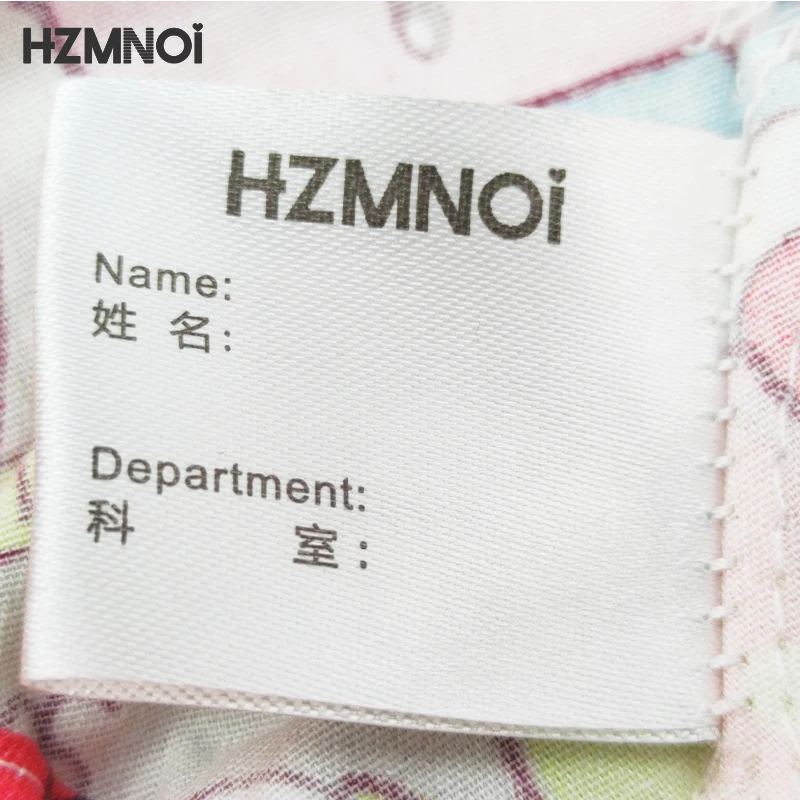 HZMNOi
HZMNOi
Name:
姓 名:
Department:
科 室: